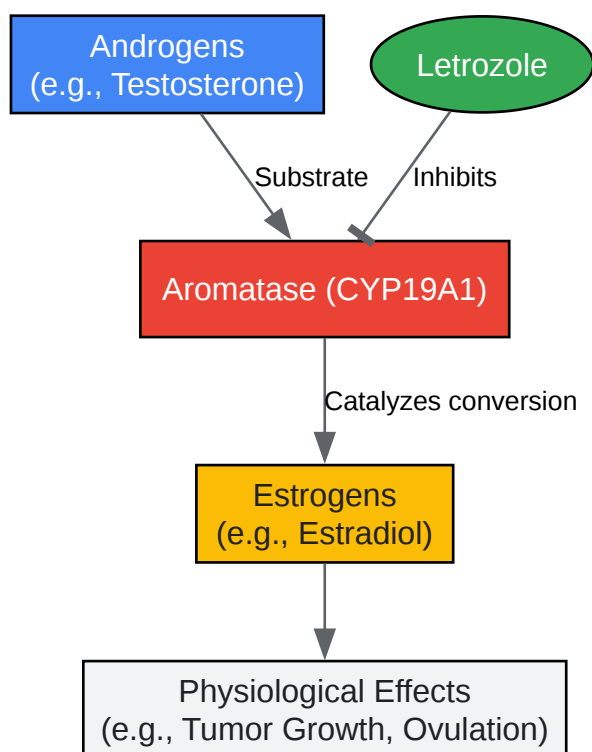 Androgens
(e.g., Testosterone)
Letrozole
Substrate
Inhibits
Aromatase (CYP19A1)
Catalyzes conversion
Estrogens
(e.g., Estradiol)
Physiological Effects
(e.g., Tumor Growth, Ovulation)